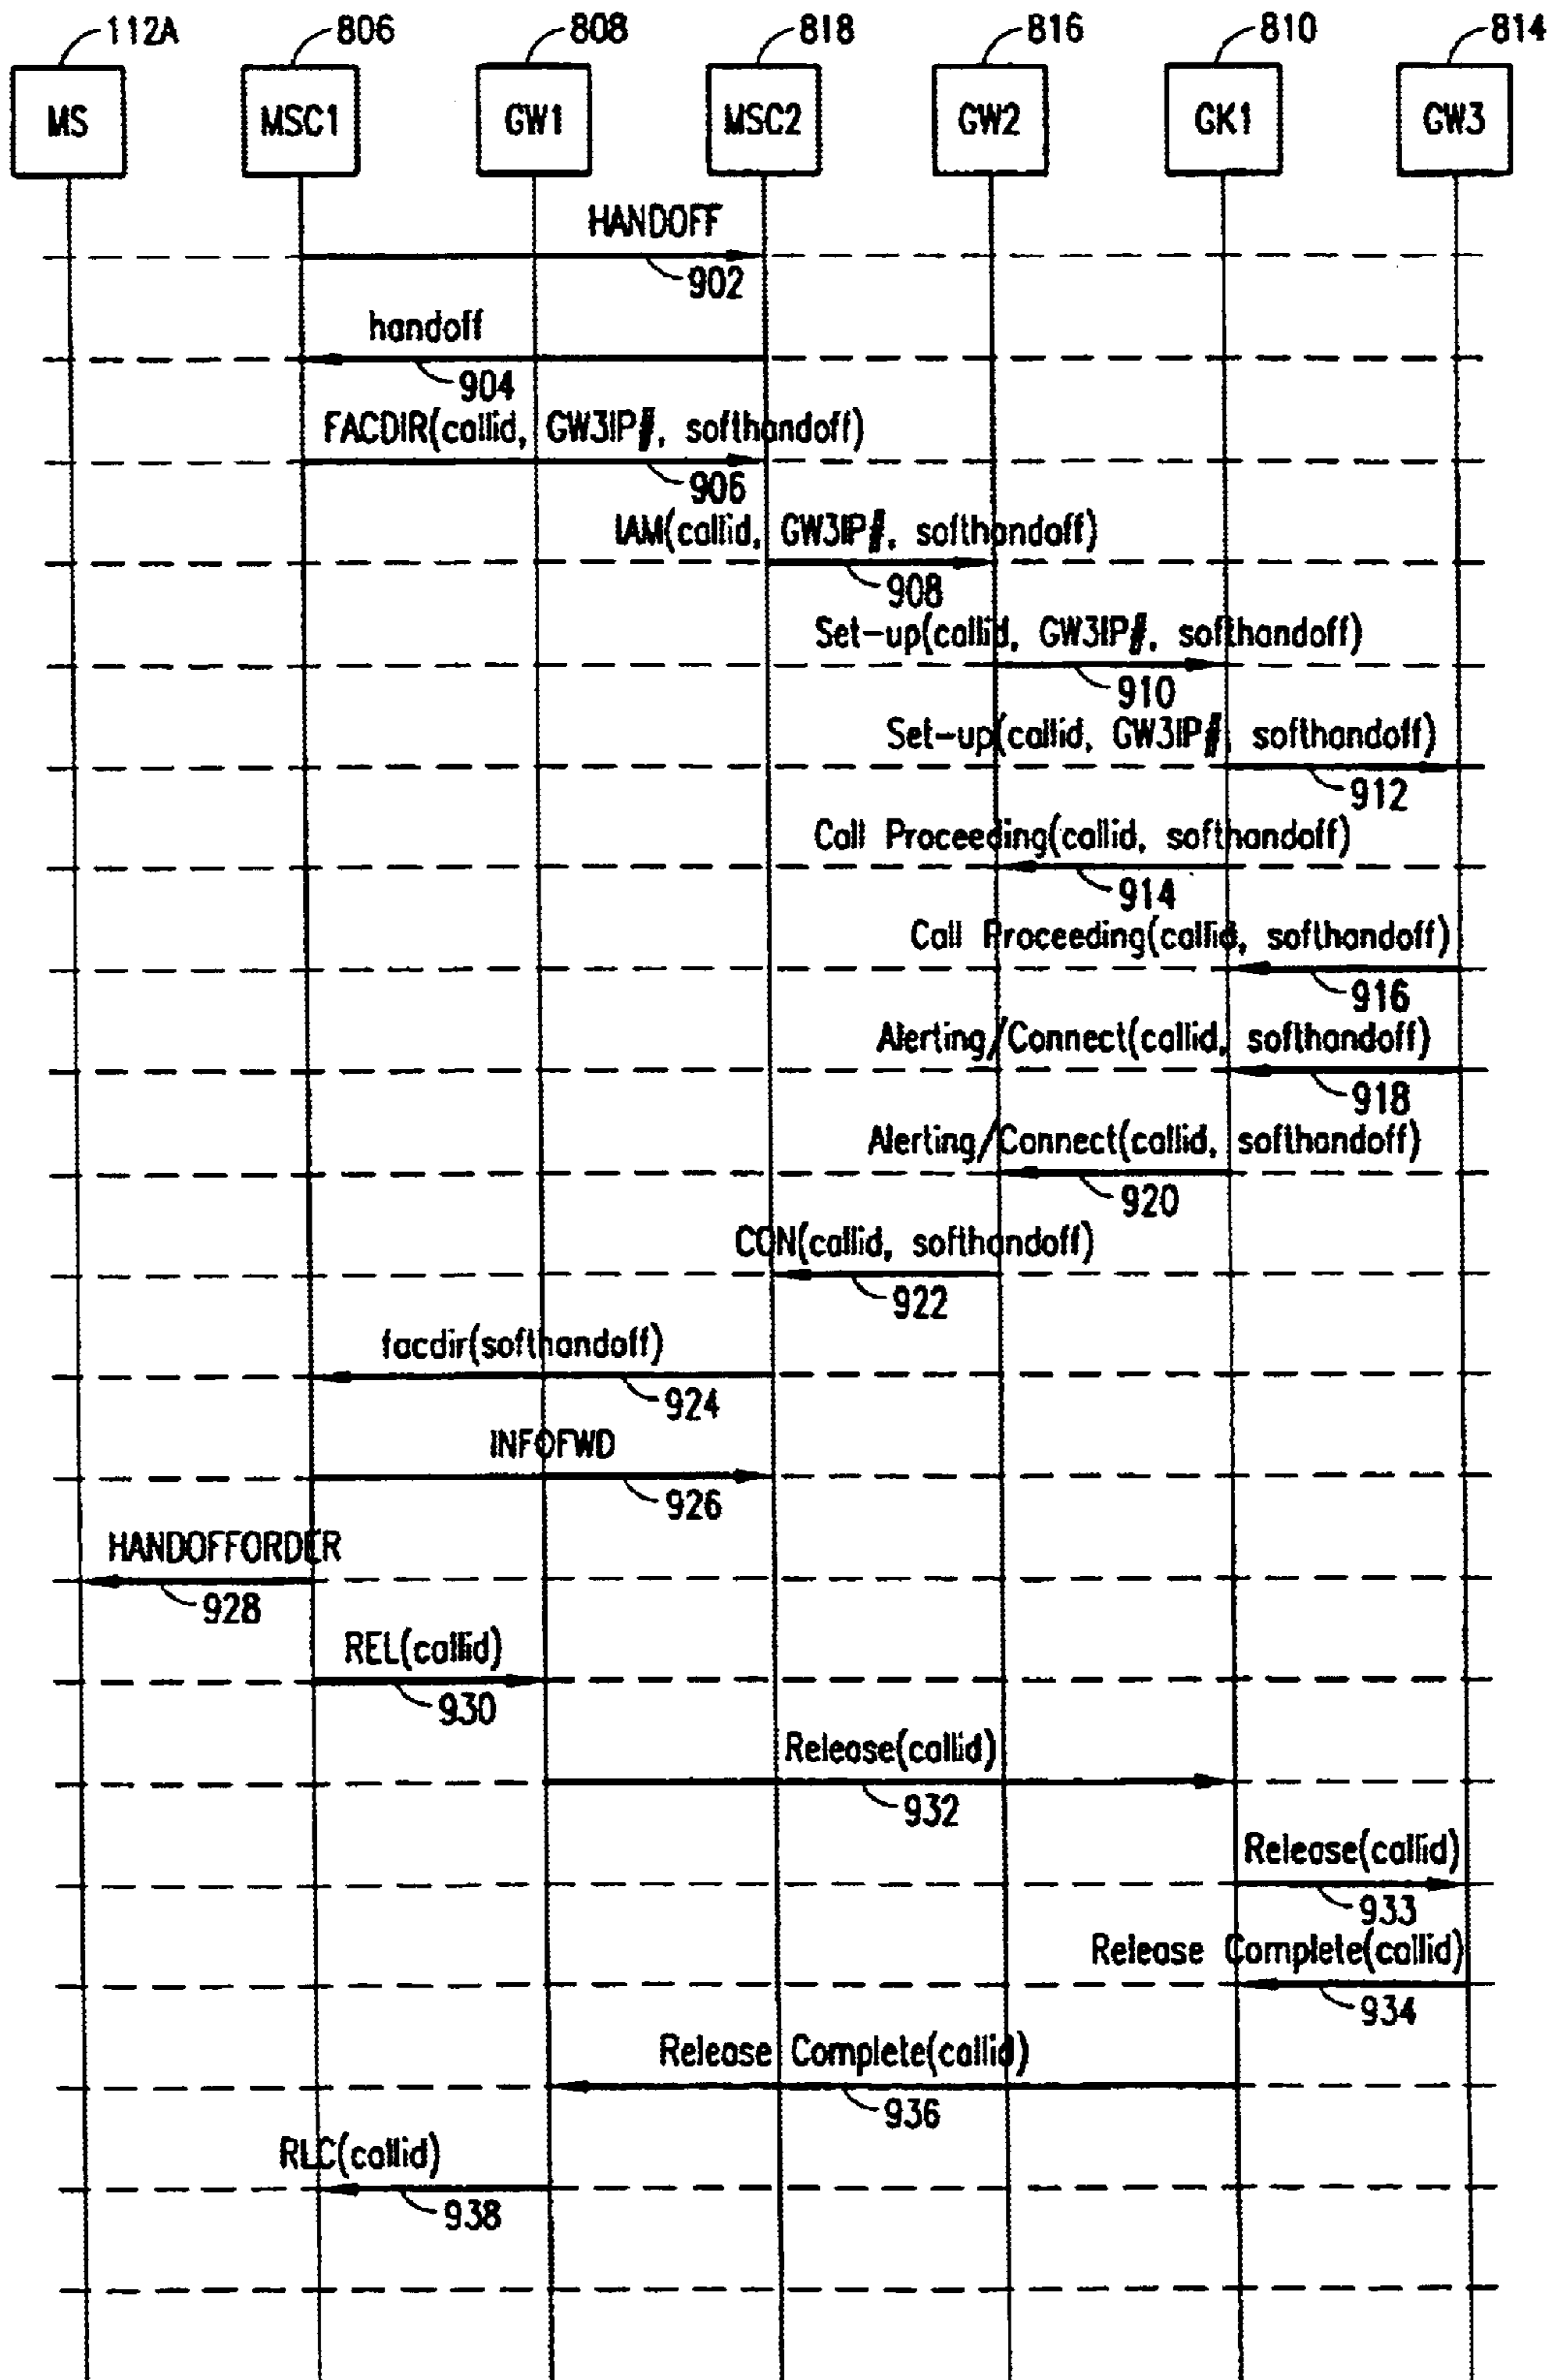 112A 806 808 818 816 810 814
MS MSC1 GW1 MSC2 GW2 GK1 GW3
HANDOFF
902
handoff
904
FACDIR(callid, GW3IP#, softhandoff)
906
IAM(callid, GW3IP#, softhandoff)
908
Set-up(callid, GW3IP#, softhandoff)
910
Set-up(callid, GW3IP#, softhandoff)
912
Call Proceeding(callid, softhandoff)
914
Call Proceeding(callid, softhandoff)
916
Alerting/Connect(callid, softhandoff)
918
Alerting/Connect(callid, softhandoff)
920
CON(callid, softhandoff)
922
facdir(softhandoff)
924
INFOFWD
926
HANDOFFORDER
928
REL(callid)
930
Release(callid)
932
Release(callid)
933
Release Complete(callid)
934
Release Complete(callid)
936
RLC(callid)
938